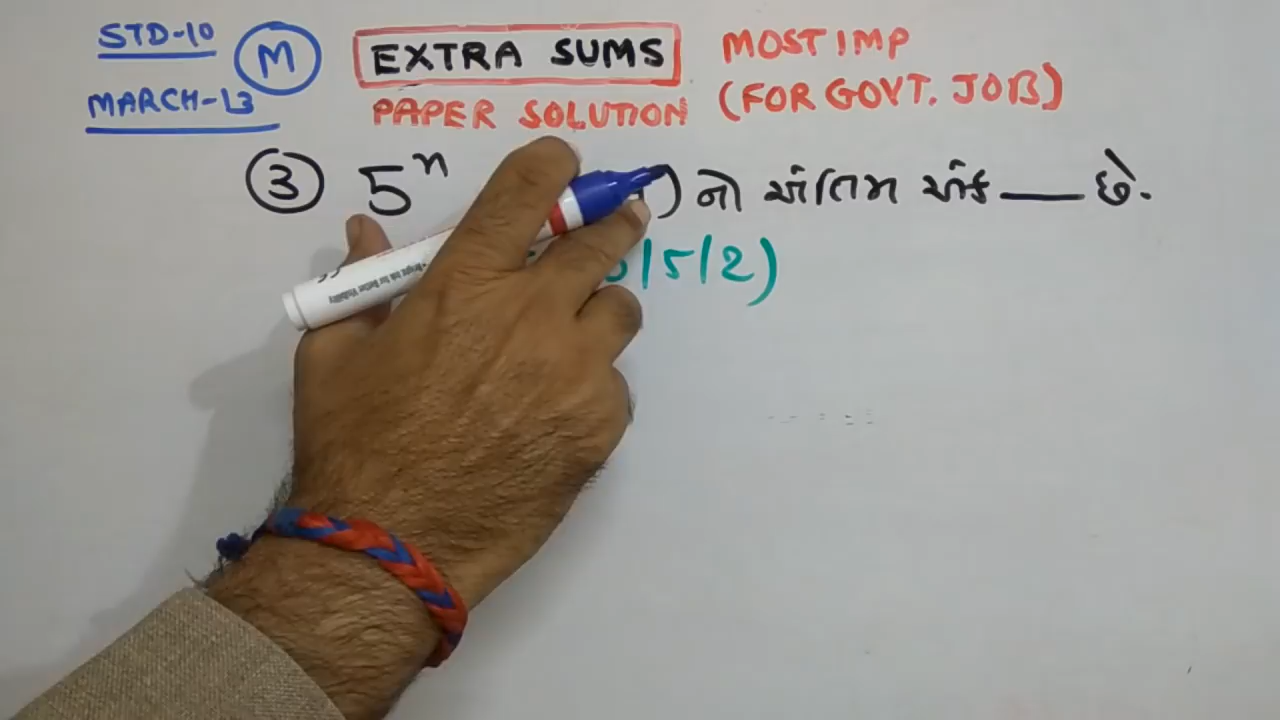 STD-10 M EXTRA SUMS MOST IMP
MARCH-13 PAPER SOLUTION (FOR GOVT. JOB)
3 5ⁿ ) નો અંતિમ અંક ___ છે.
/5/2)